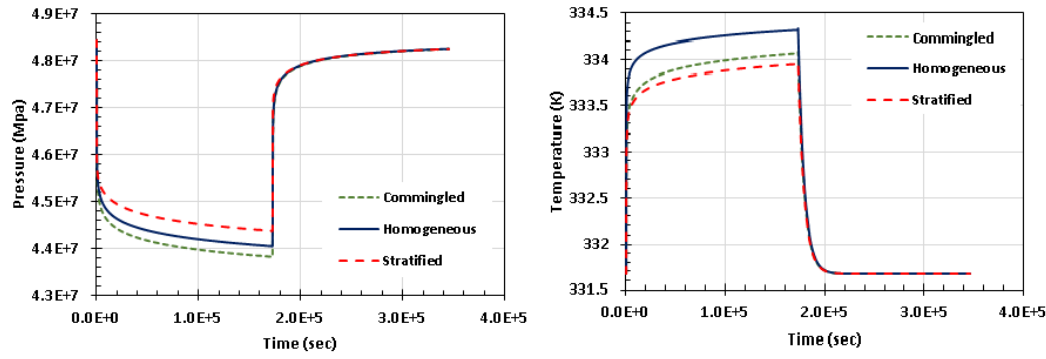 4.9E+7
4.8E+7
4.7E+7
4.6E+7
4.5E+7
4.4E+7
4.3E+7
Pressure (Mpa)
0.0E+0 1.0E+5 2.0E+5 3.0E+5 4.0E+5
Time (sec)
Commingled
Homogeneous
Stratified
334.5
334
333.5
333
332.5
332
331.5
Temperature (K)
0.0E+0 1.0E+5 2.0E+5 3.0E+5 4.0E+5
Time (sec)
Commingled
Homogeneous
Stratified